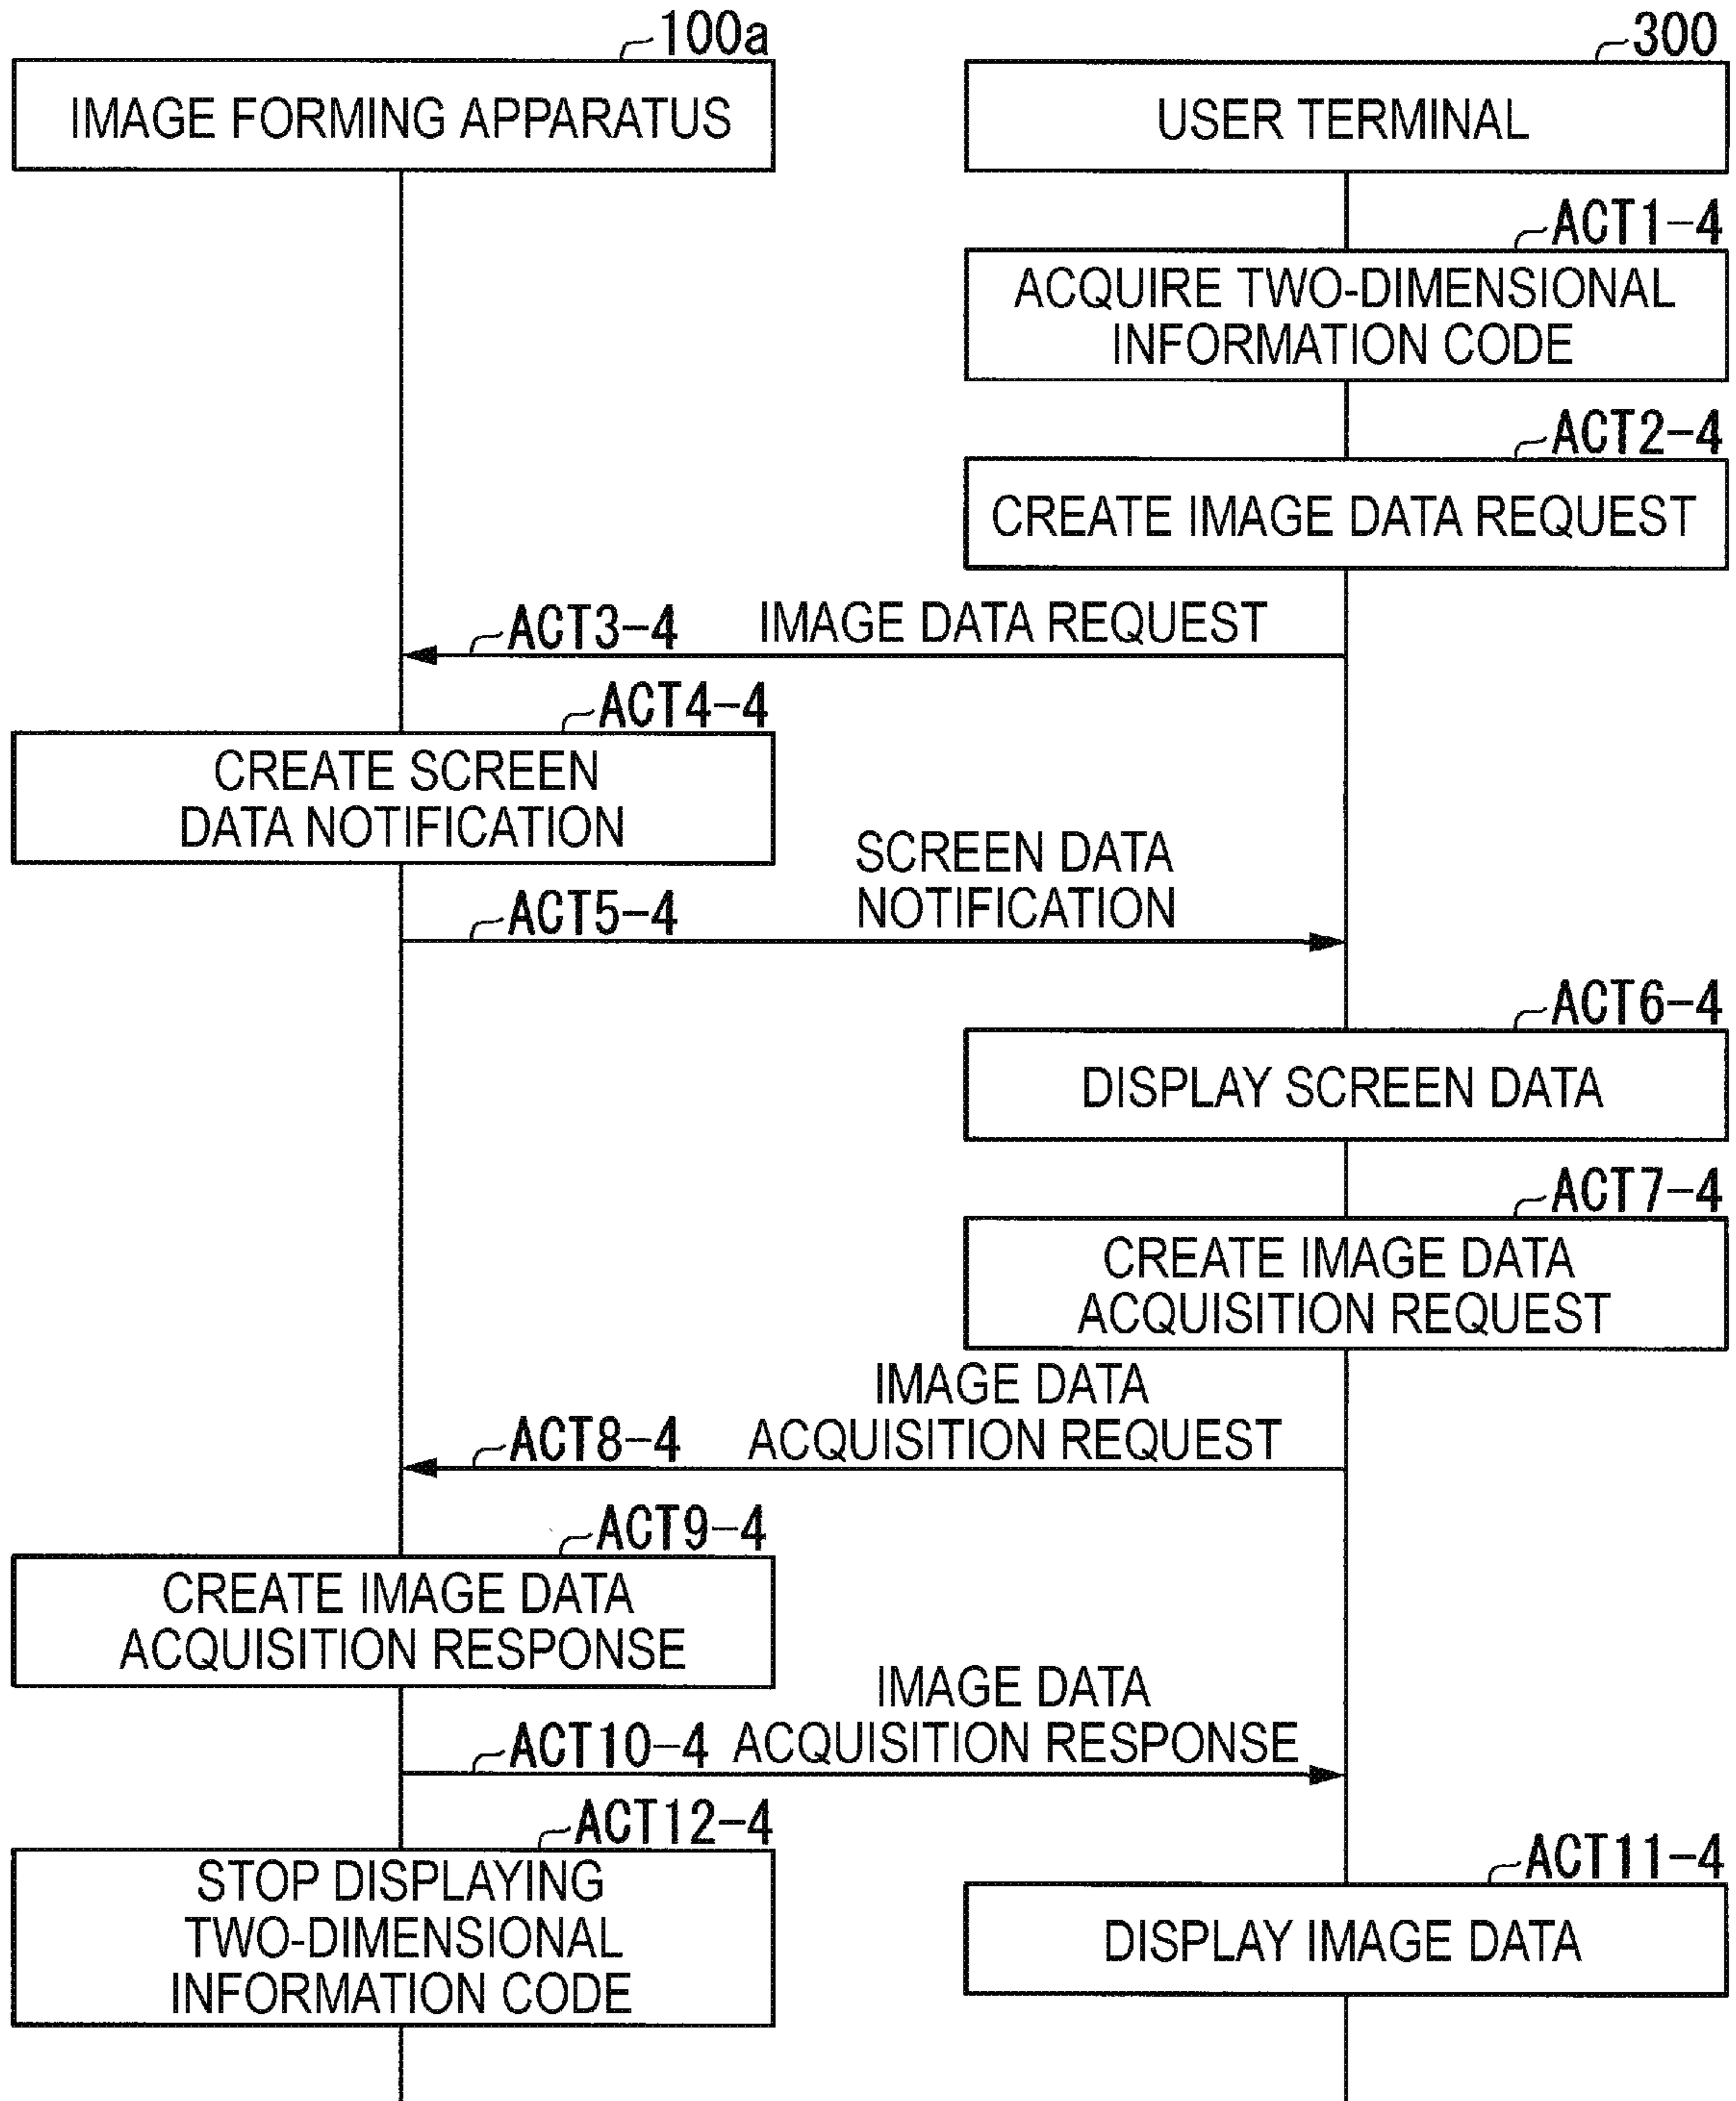 100a
300
IMAGE FORMING APPARATUS
USER TERMINAL
ACT1-4
ACQUIRE TWO-DIMENSIONAL
INFORMATION CODE
ACT2-4
CREATE IMAGE DATA REQUEST
ACT3-4
IMAGE DATA REQUEST
ACT4-4
CREATE SCREEN
DATA NOTIFICATION
SCREEN DATA
NOTIFICATION
ACT5-4
ACT6-4
DISPLAY SCREEN DATA
ACT7-4
CREATE IMAGE DATA
ACQUISITION REQUEST
IMAGE DATA
ACQUISITION REQUEST
ACT8-4
ACT9-4
CREATE IMAGE DATA
ACQUISITION RESPONSE
IMAGE DATA
ACQUISITION RESPONSE
ACT10-4
ACT12-4
STOP DISPLAYING
TWO-DIMENSIONAL
INFORMATION CODE
ACT11-4
DISPLAY IMAGE DATA